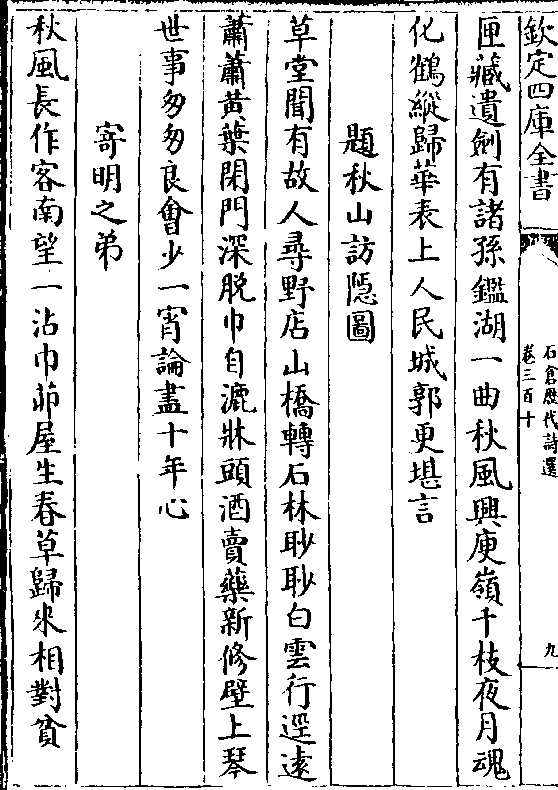 欽定四庫全書
石倉歷代詩選
卷三百十
九
匣藏遺劍有諸孫鑑湖一曲秋風興庾嶺千枝夜月魂
化鶴縱歸華表上人民城郭更堪言
題秋山訪隱圖
草堂聞有故人尋野店山橋轉石林眇眇白雲行逕遠
蕭蕭黄葉閉門深脱巾自漉牀頭酒賣藥新修壁上琴
世事匆匆良會少一宵論盡十年心
寄明之弟
秋風長作客南望一沾巾茆屋生春草歸來相對貧